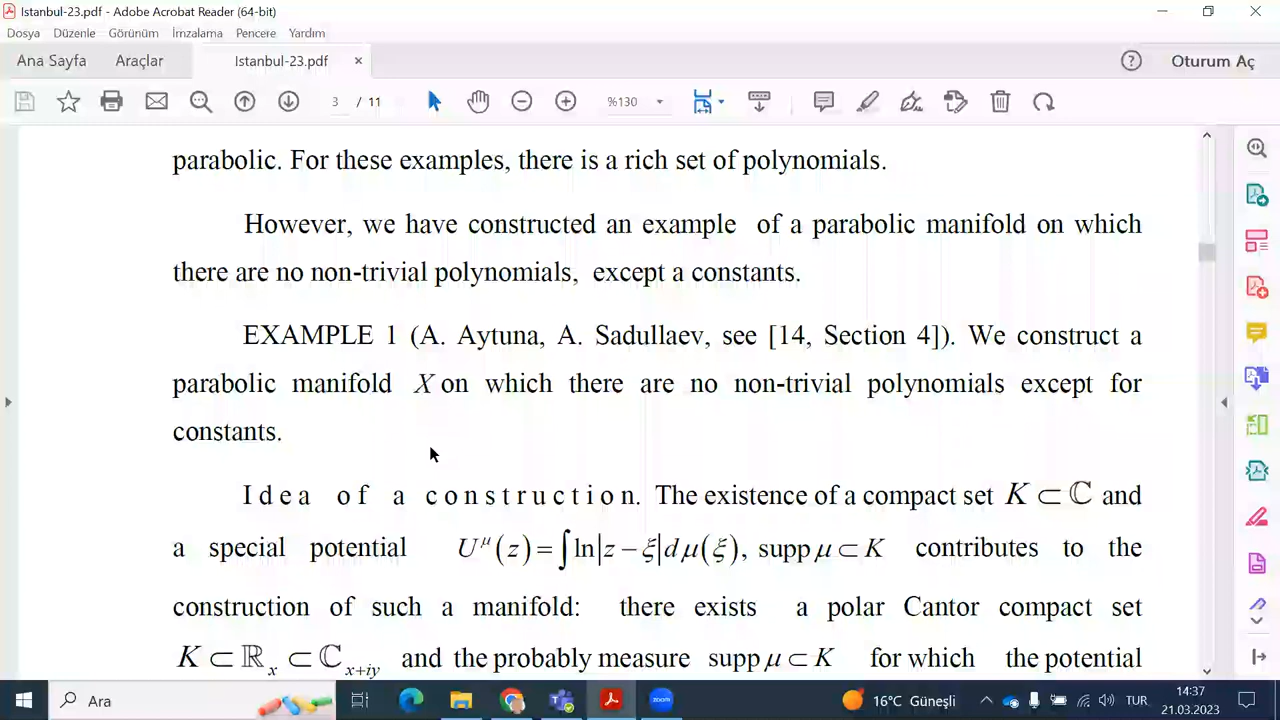 Istanbul-23.pdf - Adobe Acrobat Reader (64-bit)
Dosya Düzenle Görünüm İmzalama Pencere Yardım
Ana Sayfa Araçlar Istanbul-23.pdf × Oturum Aç
3 / 11 %130
parabolic. For these examples, there is a rich set of polynomials.
However, we have constructed an example of a parabolic manifold on which
there are no non-trivial polynomials, except a constants.
EXAMPLE 1 (A. Aytuna, A. Sadullaev, see [14, Section 4]). We construct a
parabolic manifold X on which there are no non-trivial polynomials except for
constants.
Idea of a construction. The existence of a compact set K ⊂ ℂ and
a special potential U^μ(z) = ∫ln|z − ξ|dμ(ξ), supp μ ⊂ K contributes to the
construction of such a manifold: there exists a polar Cantor compact set
K ⊂ ℝ_x ⊂ ℂ_{x+iy} and the probably measure supp μ ⊂ K for which the potential
Ara zoom 16°C Güneşli TUR 14:37
21.03.2023